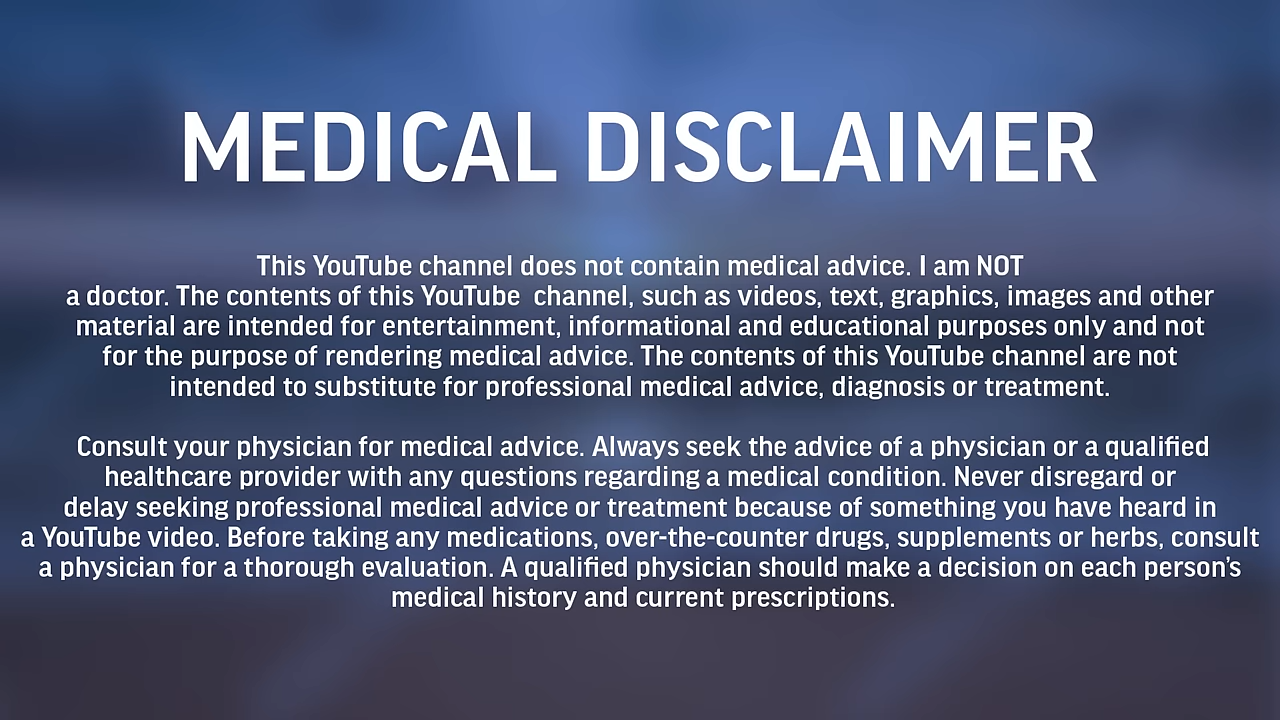 MEDICAL DISCLAIMER
This YouTube channel does not contain medical advice. I am NOT
a doctor. The contents of this YouTube  channel, such as videos, text, graphics, images and other
material are intended for entertainment, informational and educational purposes only and not
for the purpose of rendering medical advice. The contents of this YouTube channel are not
intended to substitute for professional medical advice, diagnosis or treatment.
Consult your physician for medical advice. Always seek the advice of a physician or a qualified
healthcare provider with any questions regarding a medical condition. Never disregard or
delay seeking professional medical advice or treatment because of something you have heard in
a YouTube video. Before taking any medications, over-the-counter drugs, supplements or herbs, consult
a physician for a thorough evaluation. A qualified physician should make a decision on each person's
medical history and current prescriptions.